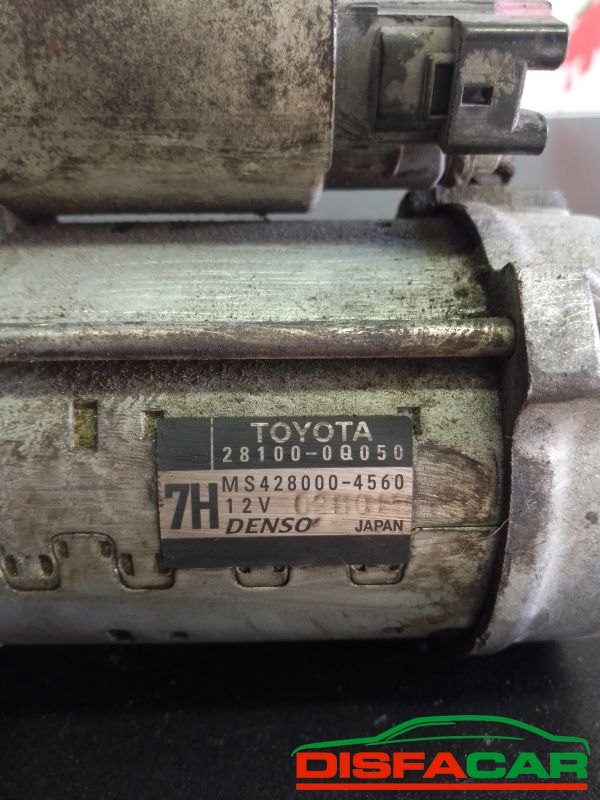 TOYOTA
28100-0Q050
7H
MS428000-4560
12V
DENSO JAPAN
DISFACAR